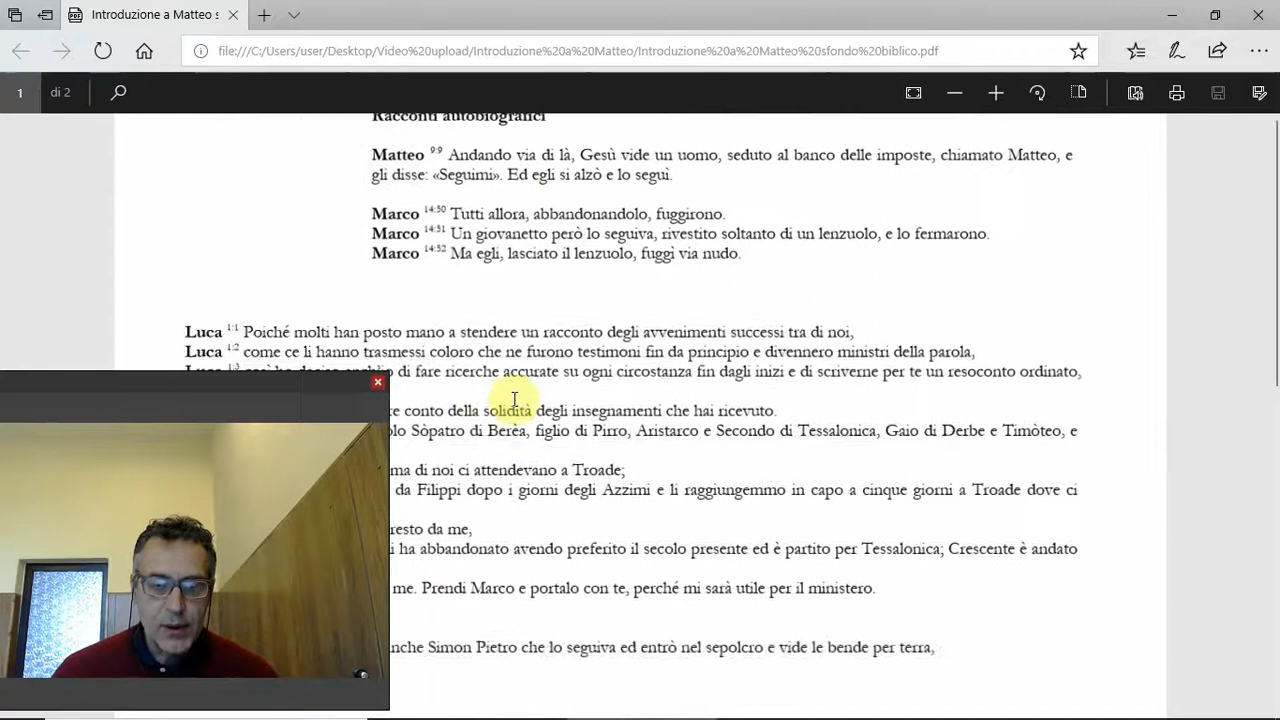 Introduzione a Matteo s
file:///C:/Users/user/Desktop/Video%20upload/Introduzione%20a%20Matteo/Introduzione%20a%20Matteo%20sfondo%20biblico.pdf
1 di 2
Racconti autobiografici
Matteo 9:9 Andando via di là, Gesù vide un uomo, seduto al banco delle imposte, chiamato Matteo, e
gli disse: «Seguimi». Ed egli si alzò e lo seguì.
Marco 14:50 Tutti allora, abbandonandolo, fuggirono.
Marco 14:51 Un giovanetto però lo seguiva, rivestito soltanto di un lenzuolo, e lo fermarono.
Marco 14:52 Ma egli, lasciato il lenzuolo, fuggì via nudo.
Luca 1:1 Poiché molti han posto mano a stendere un racconto degli avvenimenti successi tra di noi,
Luca 1:2 come ce li hanno trasmessi coloro che ne furono testimoni fin da principio e divennero ministri della parola,
di fare ricerche accurate su ogni circostanza fin dagli inizi e di scriverne per te un resoconto ordinato,
conto della solidità degli insegnamenti che hai ricevuto.
Sòpatro di Berèa, figlio di Pirro, Aristarco e Secondo di Tessalonica, Gaio di Derbe e Timòteo, e
di noi ci attendevano a Troade;
da Filippi dopo i giorni degli Azzimi e li raggiungemmo in capo a cinque giorni a Troade dove ci
da me,
ha abbandonato avendo preferito il secolo presente ed è partito per Tessalonica; Crescente è andato
me. Prendi Marco e portalo con te, perché mi sarà utile per il ministero.
Simon Pietro che lo seguiva ed entrò nel sepolcro e vide le bende per terra,